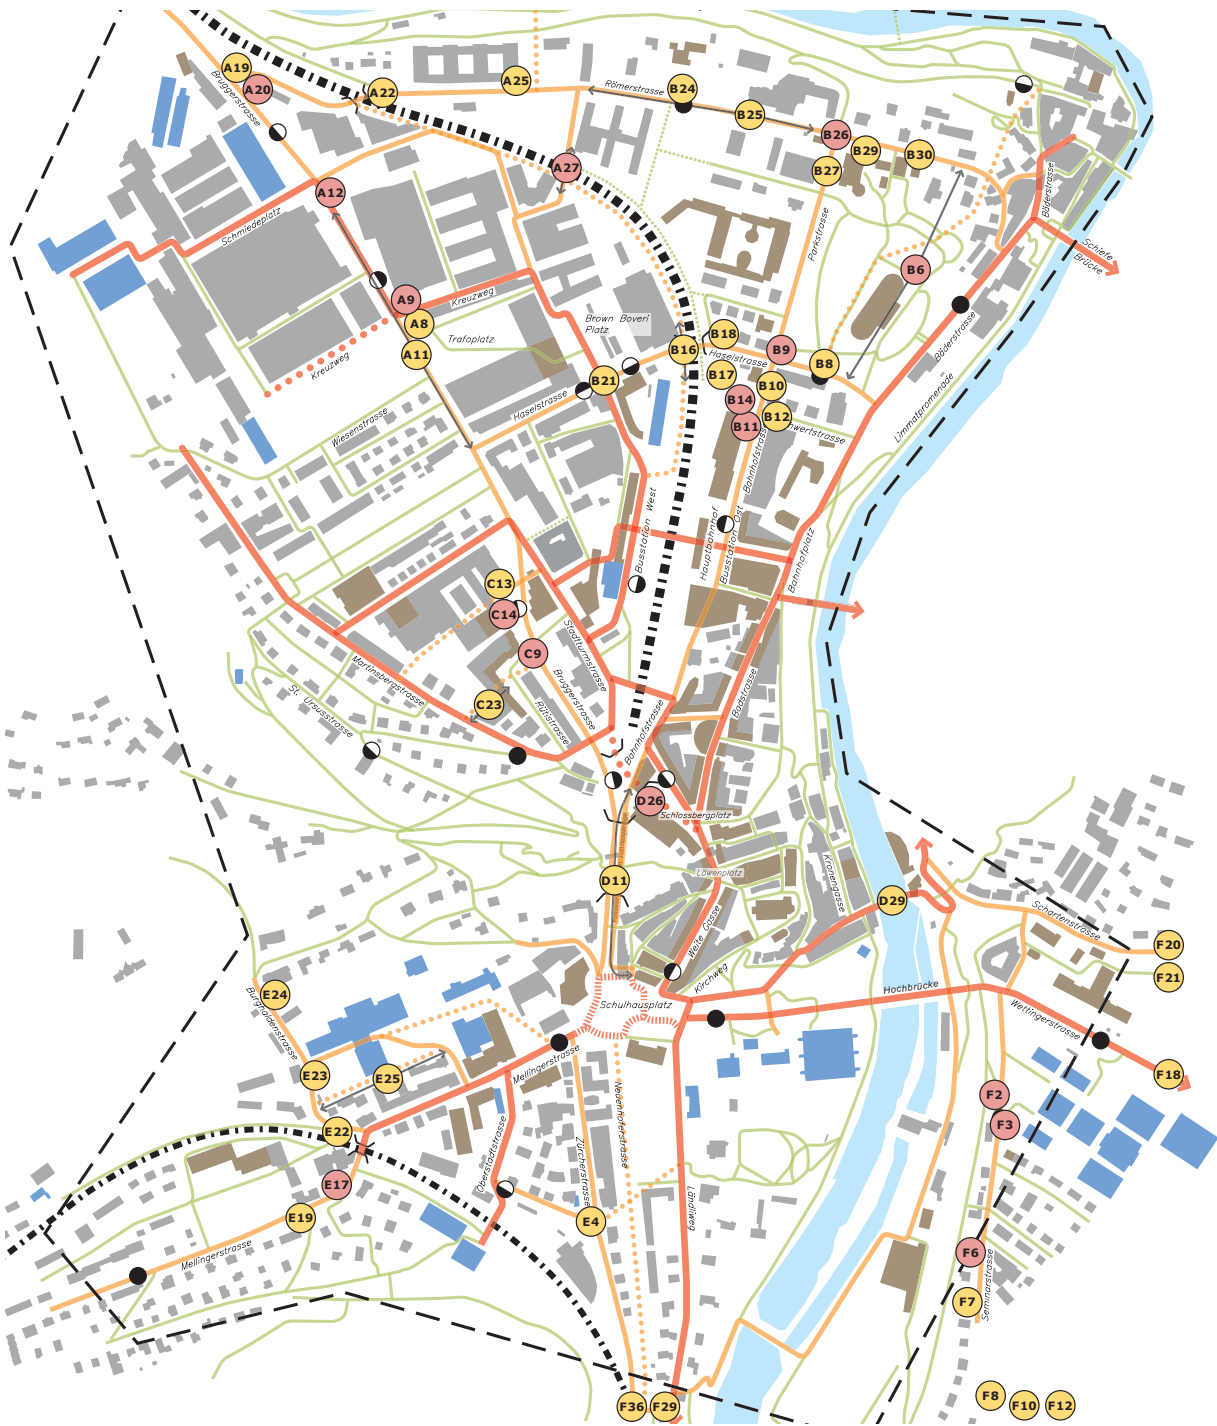 A19
A20
A22
A25
B24
B25
B26
B29
B30
B27
A27
Römerstrasse
Bruggerstrasse
A12
Schmiedeplatz
Parkstrasse
Bäderstrasse
Schiefe
Brücke
B6
A9
A8
A11
Kreuzweg
Trafoplatz
Kreuzweg
Brown Boveri
Platz
B18
B16
B9
B8
Haselstrasse
B17
B10
B14
B12
B11
B21
Haselstrasse
Wiesenstrasse
Bäderstrasse
Limmatpromenade
Bahnhofstrasse
Busstation West
Hauptbahnhof
Busstation Ost
Bahnhofplatz
C13
C14
C9
C23
Stadtturmstrasse
Martinsbergstrasse
St. Ursusstrasse
Bruggerstrasse
Rütistrasse
Bahnhofstrasse
Badstrasse
D26
Schlossbergplatz
D11
Löwenplatz
Kronengasse
D29
Weite Gasse
Kirchweg
Schulhausplatz
Hochbrücke
Schartenstrasse
F20
F21
Wettingerstrasse
F18
F2
F3
E24
Burghaldenstrasse
E23
E25
E22
Mellingerstrasse
E17
E19
Mellingerstrasse
Oberstadtstrasse
Zürcherstrasse
Neuenhoferstrasse
E4
Ländliweg
F6
F7
Seminarstrasse
F8
F10
F12
F36
F29